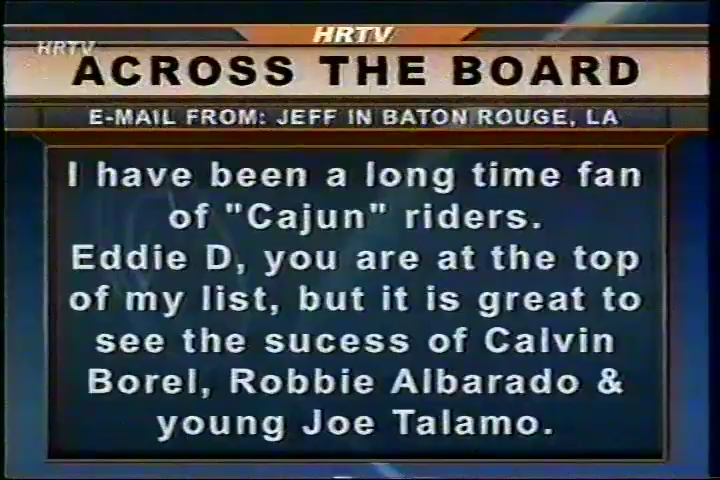 HRTV
HRTV
ACROSS THE BOARD
E-MAIL FROM: JEFF IN BATON ROUGE, LA
I have been a long time fan
of "Cajun" riders.
Eddie D, you are at the top
of my list, but it is great to
see the sucess of Calvin
Borel, Robbie Albarado &
young Joe Talamo.